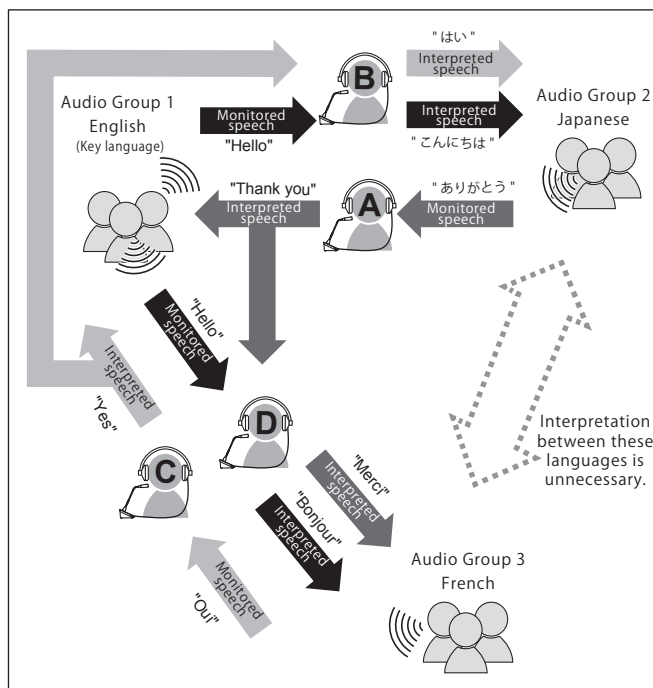 " はい "
Interpreted
speech
B
Audio Group 1
English
(Key language)
Monitored
speech
"Hello"
Interpreted
speech
" こんにちは "
Audio Group 2
Japanese
"Thank you"
Interpreted
speech
A
" ありがとう "
Monitored
speech
"Hello"
Monitored
speech
Interpreted
speech
"Yes"
D
C
Interpretation
between these
languages is
unnecessary.
"Merci"
Interpreted
speech
"Bonjour"
Interpreted
speech
Monitored
speech
"Oui"
Audio Group 3
French